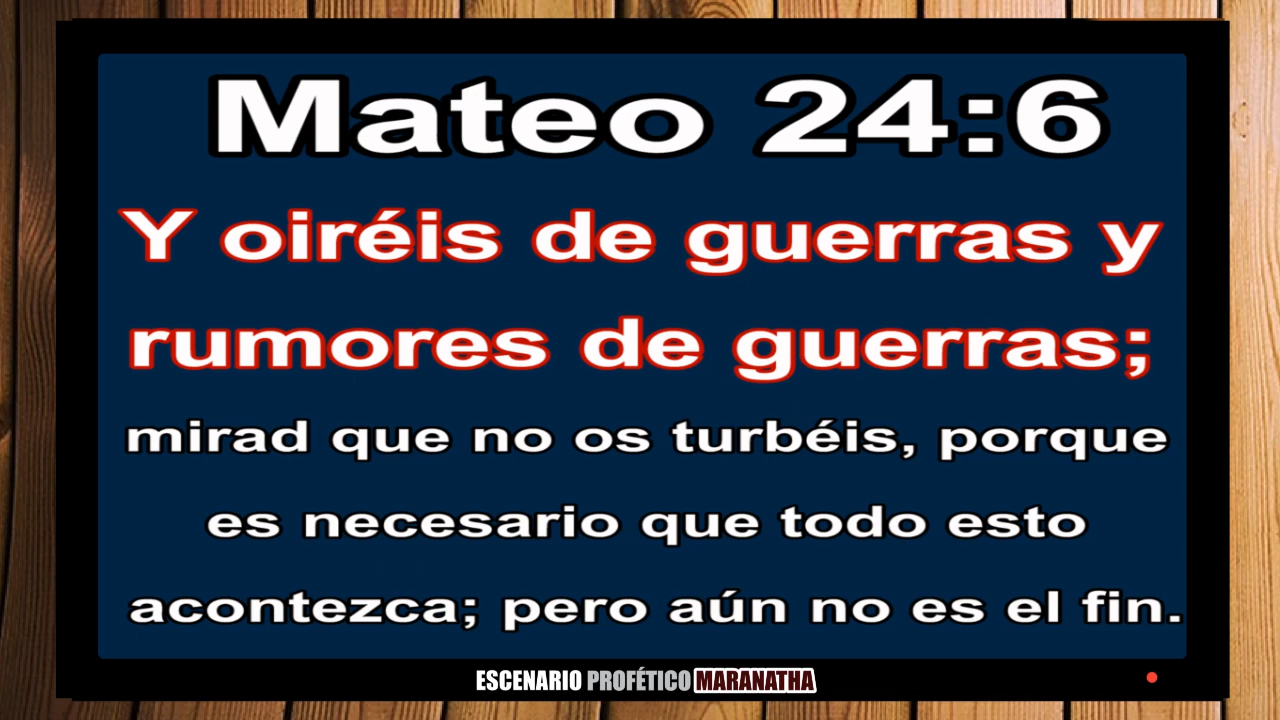 Mateo 24:6
Y oiréis de guerras y
rumores de guerras;
mirad que no os turbéis, porque
es necesario que todo esto
acontezca; pero aún no es el fin.
ESCENARIO PROFÉTICO MARANATHA